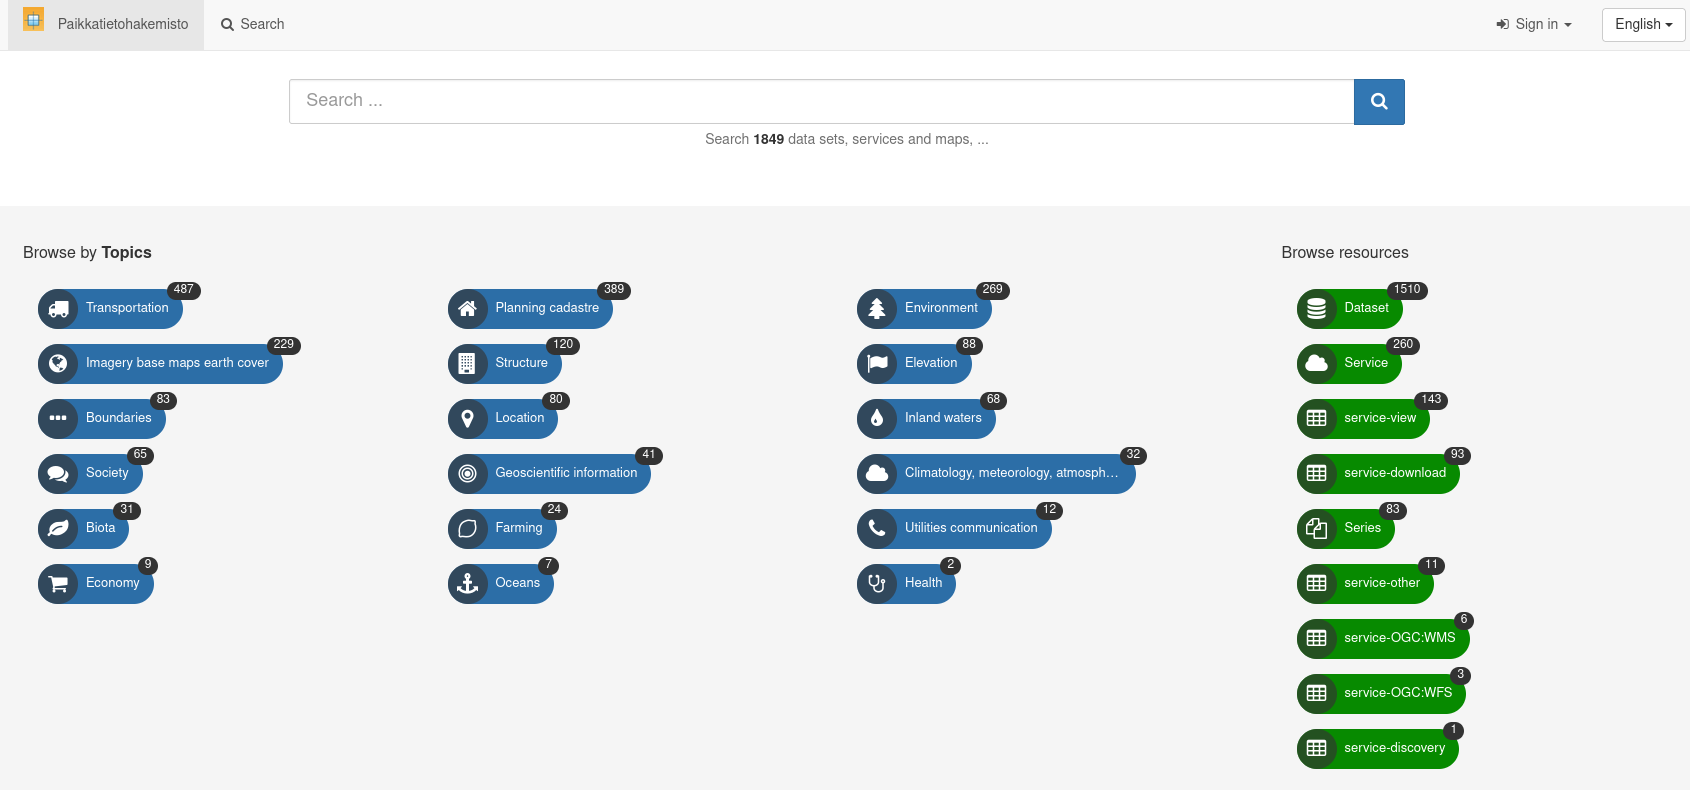 Paikkatietohakemisto
Search
Sign in
English
Search ...
Search 1849 data sets, services and maps, ...
Browse by Topics
Transportation 487
Planning cadastre 389
Environment 269
Imagery base maps earth cover 229
Structure 120
Elevation 88
Boundaries 83
Location 80
Inland waters 68
Society 65
Geoscientific information 41
Climatology, meteorology, atmosph... 32
Biota 31
Farming 24
Utilities communication 12
Economy 9
Oceans 7
Health 2
Browse resources
Dataset 1510
Service 260
service-view 143
service-download 93
Series 83
service-other 11
service-OGC:WMS 6
service-OGC:WFS 3
service-discovery 1